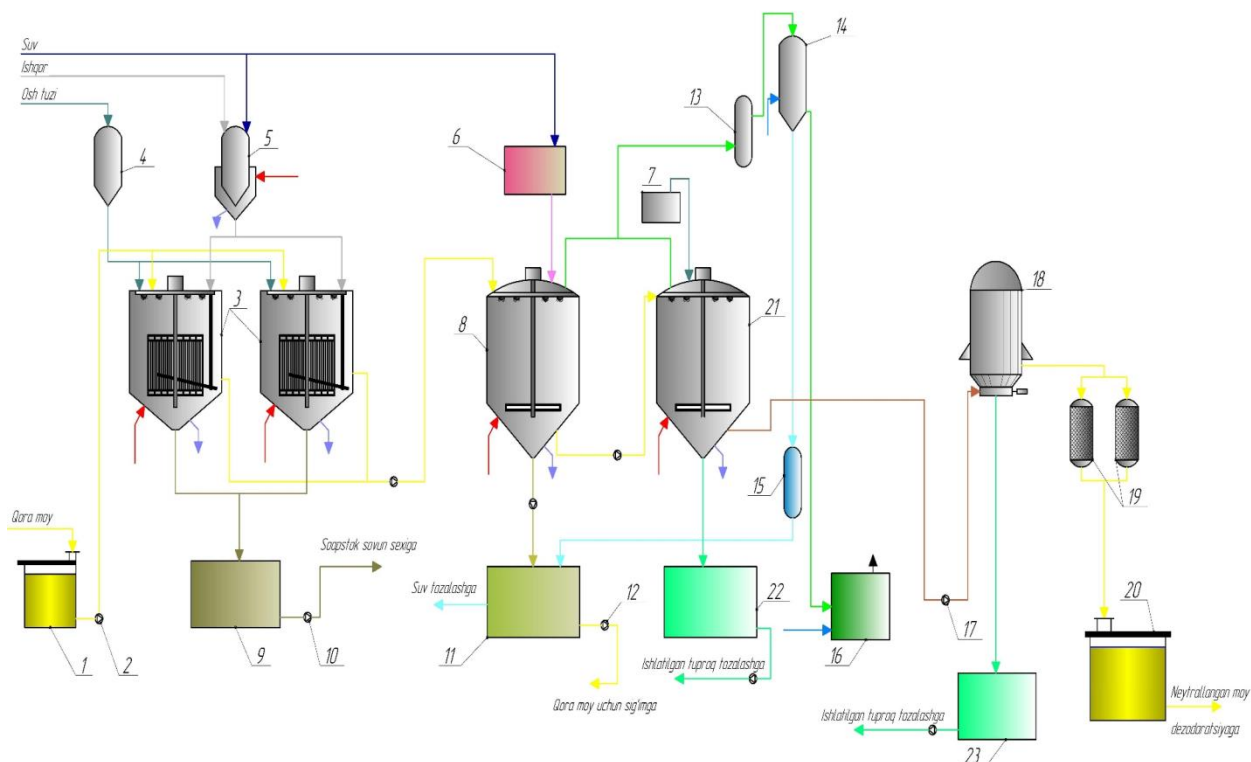 Suv
Ishqor
Osh tuzi
4
5
6
7
13
14
3
8
21
18
15
19
Qora moy
Soapstok sovun sexiga
Suv tozalashga
12
22
17
20
1
2
9
10
11
16
Ishlatilgan tuproq tozalashga
Qora moy uchun sig'imga
Neytrallangan moy
dezadaratsiyaga
Ishlatilgan tuproq tozalashga
23